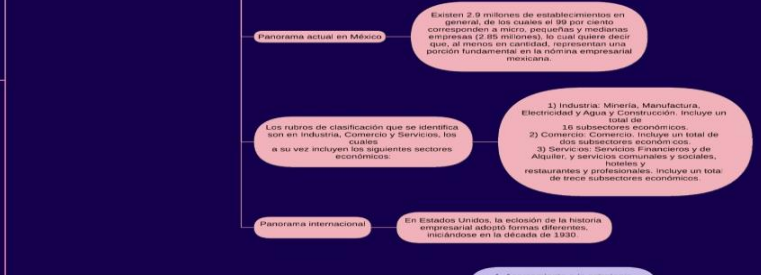 Existen 2.9 millones de establecimientos en
general, de los cuales el 99 por ciento
corresponden a micro, pequeñas y medianas
empresas (2.85 millones), lo cual quiere decir
que, al menos en cantidad, representan una
porción fundamental en la nómina empresarial
mexicana.
Panorama actual en México
Los rubros de clasificación que se identifica
son en Industria, Comercio y Servicios, los
cuales
a su vez incluyen los siguientes sectores
económicos:
1) Industria: Minería, Manufactura,
Electricidad y Agua y Construcción. Incluye un
total de
16 subsectores económicos.
2) Comercio: Comercio. Incluye un total de
dos subsectores económicos.
3) Servicios: Servicios Financieros y de
Alquiler, y servicios comunales y sociales,
hoteles y
restaurantes y profesionales. Incluye un total
de trece subsectores económicos.
Panorama internacional
En Estados Unidos, la eclosión de la historia
empresarial adoptó formas diferentes,
iniciándose en la década de 1930.